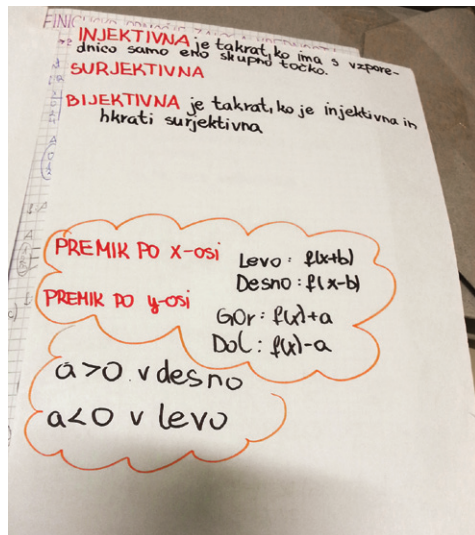 INJEKTIVNA je takrat, ko ima s vzpore-
dnico samo eno skupno točko.
SURJEKTIVNA
BIJEKTIVNA je takrat, ko je injektivna in
hkrati surjektivna
PREMIK PO x-osi
Levo: f(x+b)
Desno: f(x-b)
PREMIK PO y-osi
GOr: f(x)+a
Dol: f(x)-a
a>0 v desno
a<0 v levo